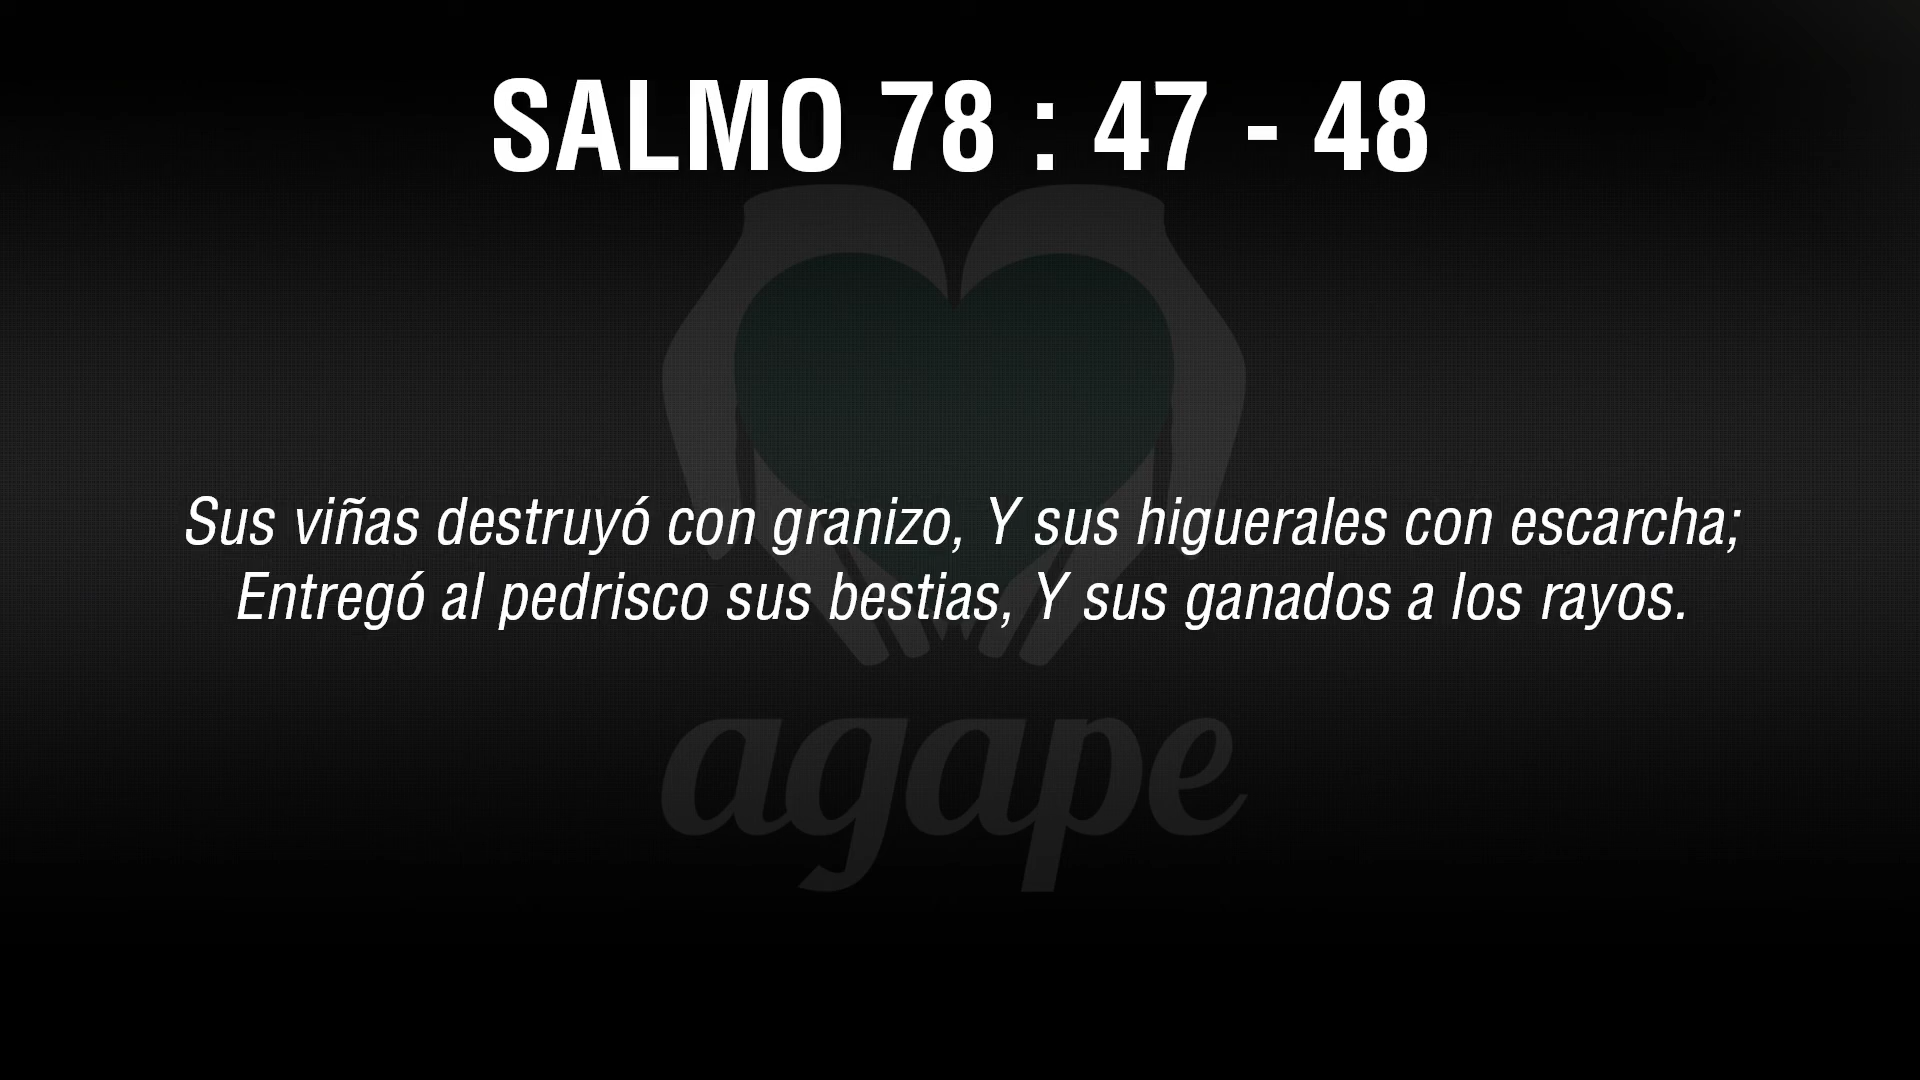 SALMO 78 : 47 - 48
Sus viñas destruyó con granizo, Y sus higuerales con escarcha;
Entregó al pedrisco sus bestias, Y sus ganados a los rayos.
agape